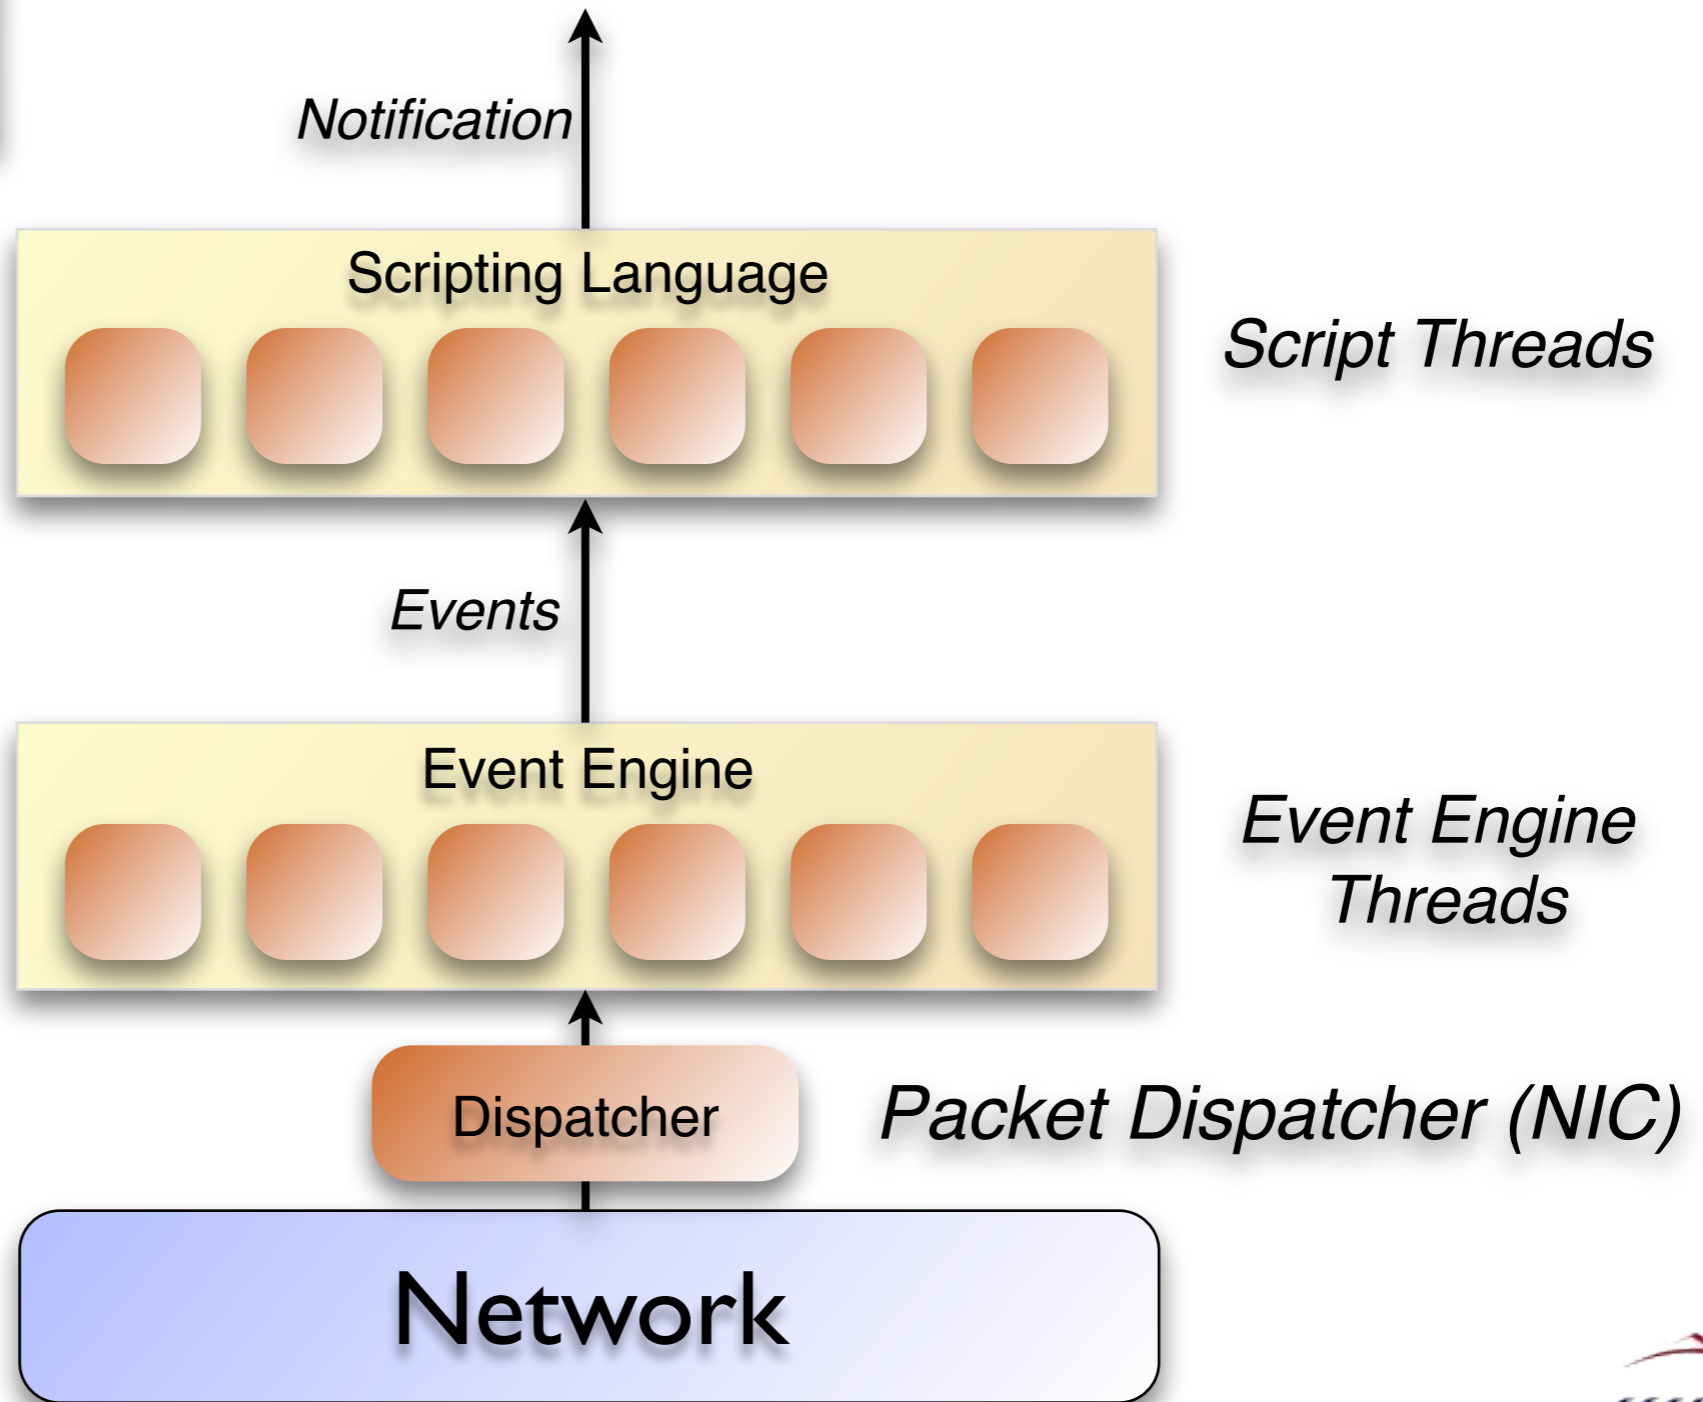 Notification
Scripting Language
Script Threads
Events
Event Engine
Event Engine
Threads
Dispatcher
Packet Dispatcher (NIC)
Network